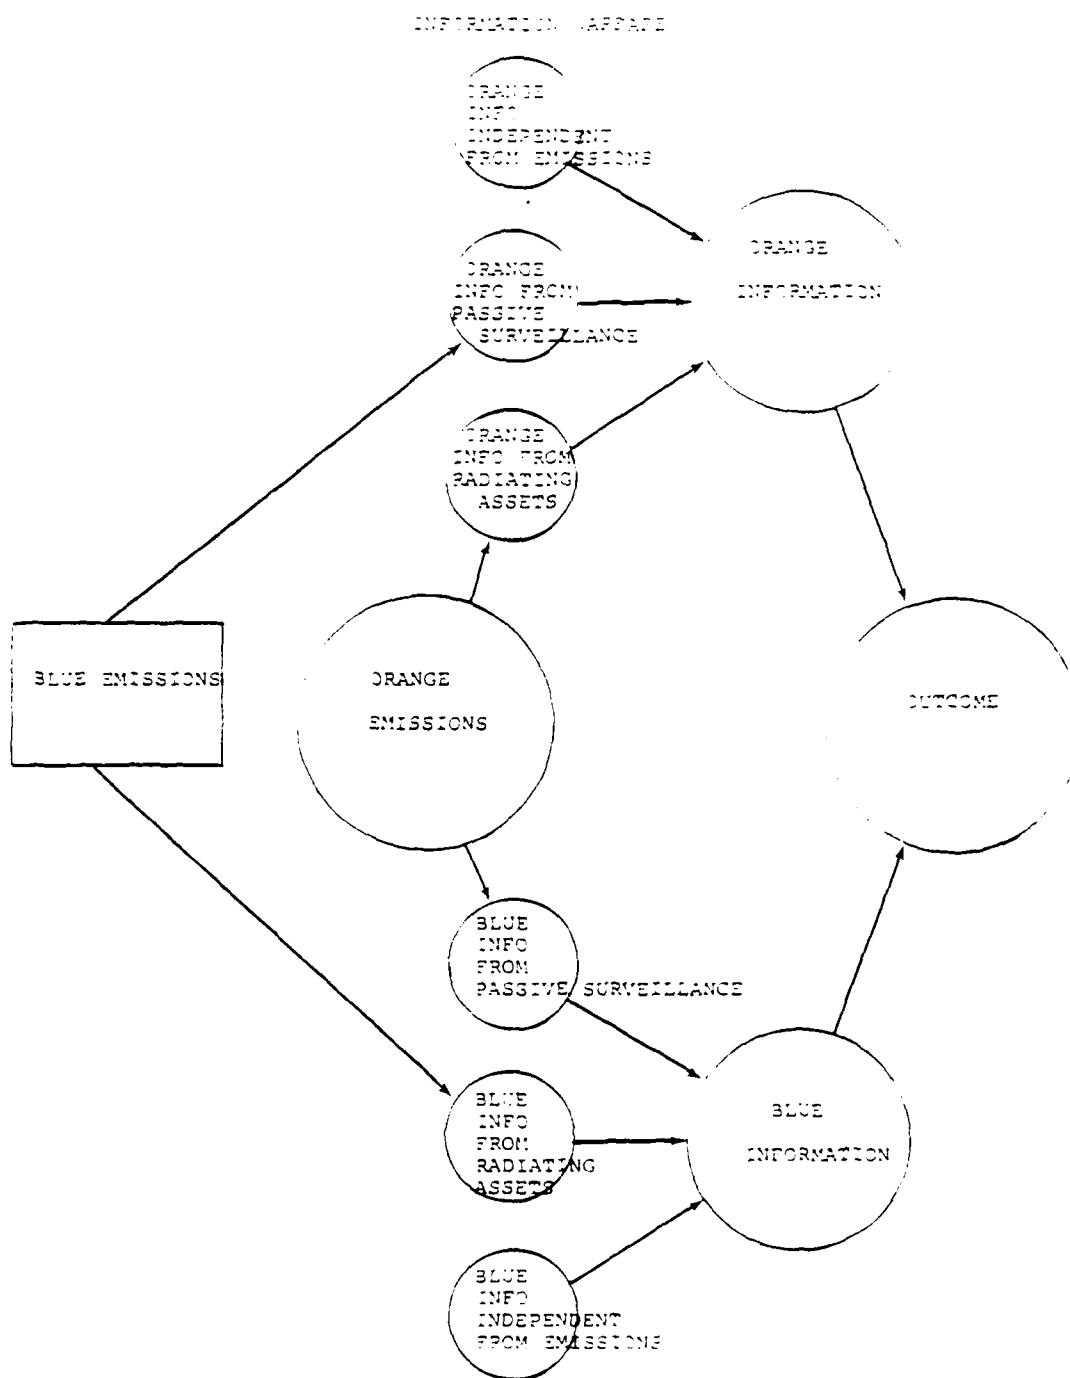 INFORMATION WARFARE
ORANGE
INFO
INDEPENDENT
FROM EMISSIONS
ORANGE
INFO FROM
PASSIVE
SURVEILLANCE
ORANGE
INFORMATION
ORANGE
INFO FROM
RADIATING
ASSETS
BLUE EMISSIONS
ORANGE
EMISSIONS
OUTCOME
BLUE
INFO
FROM
PASSIVE SURVEILLANCE
BLUE
INFO
FROM
RADIATING
ASSETS
BLUE
INFORMATION
BLUE
INFO
INDEPENDENT
FROM EMISSIONS